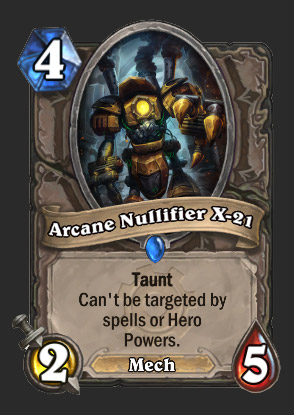 4
Arcane Nullifier X-21
Taunt
Can't be targeted by
spells or Hero
Powers.
2
Mech
5